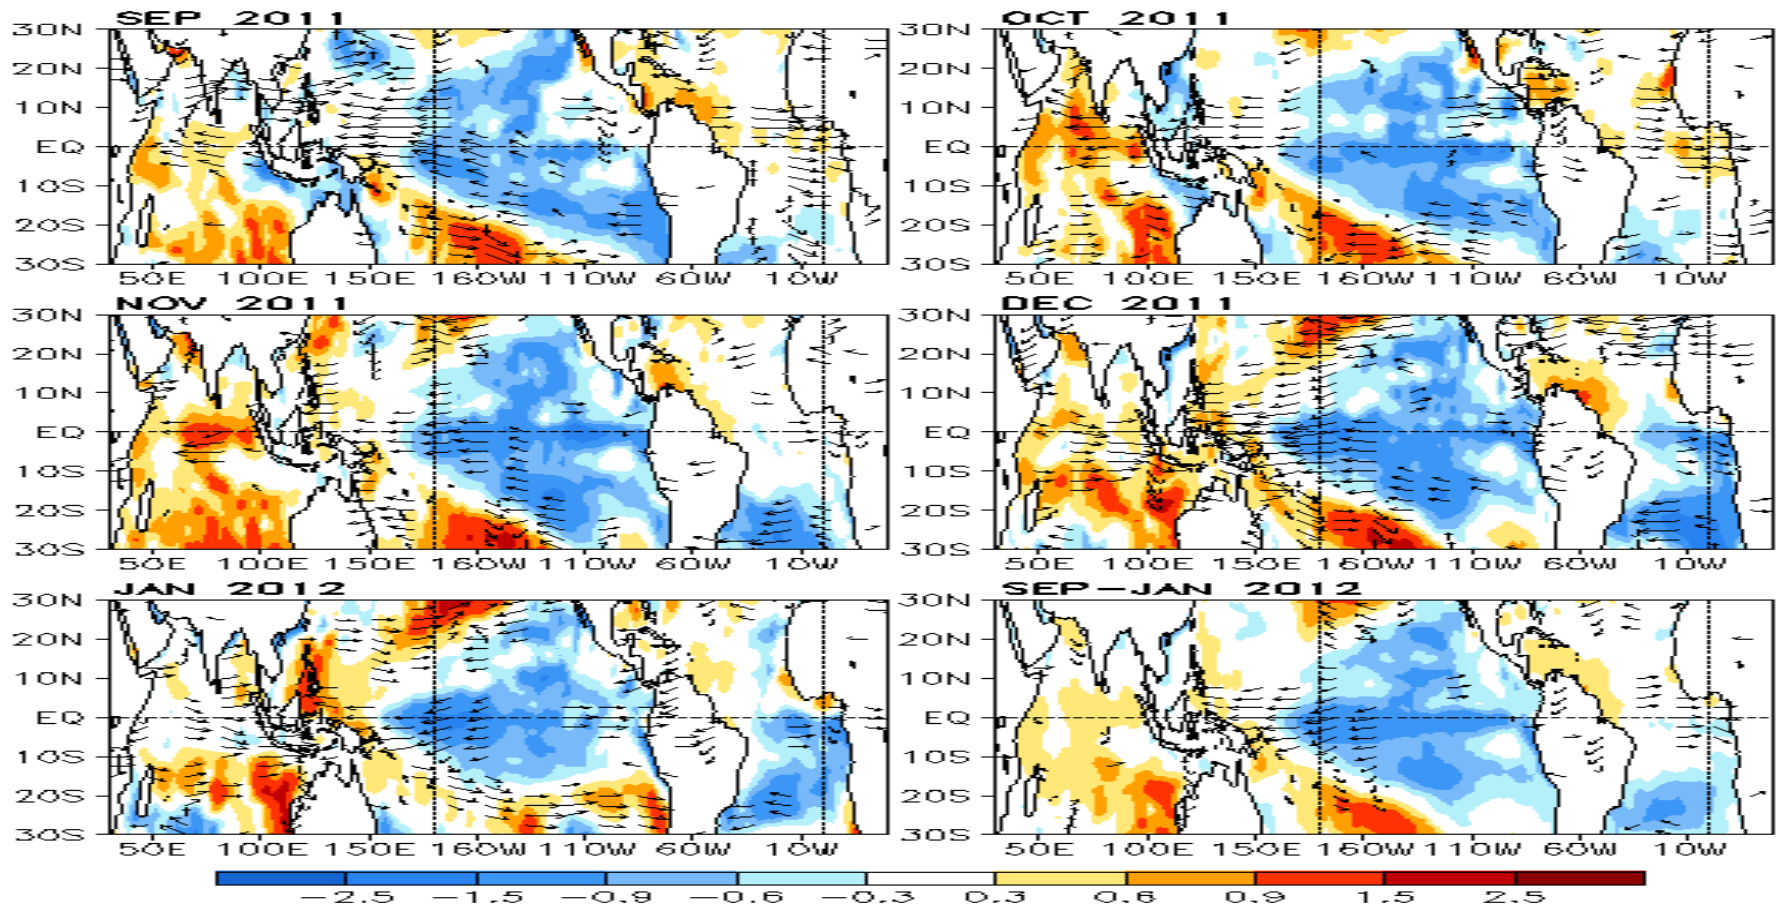 SEP 2011
OCT 2011
30N
20N
10N
EQ
10S
20S
30S
50E 100E 150E 160W 110W 60W 10W
30N
20N
10N
EQ
10S
20S
30S
50E 100E 150E 160W 110W 60W 10W
NOV 2011
DEC 2011
30N
20N
10N
EQ
10S
20S
30S
50E 100E 150E 160W 110W 60W 10W
30N
20N
10N
EQ
10S
20S
30S
50E 100E 150E 160W 110W 60W 10W
JAN 2012
SEP-JAN 2012
30N
20N
10N
EQ
10S
20S
30S
50E 100E 150E 160W 110W 60W 10W
30N
20N
10N
EQ
10S
20S
30S
50E 100E 150E 160W 110W 60W 10W
-2.5 -1.5 -0.9 -0.6 -0.3 0.3 0.6 0.9 1.5 2.5